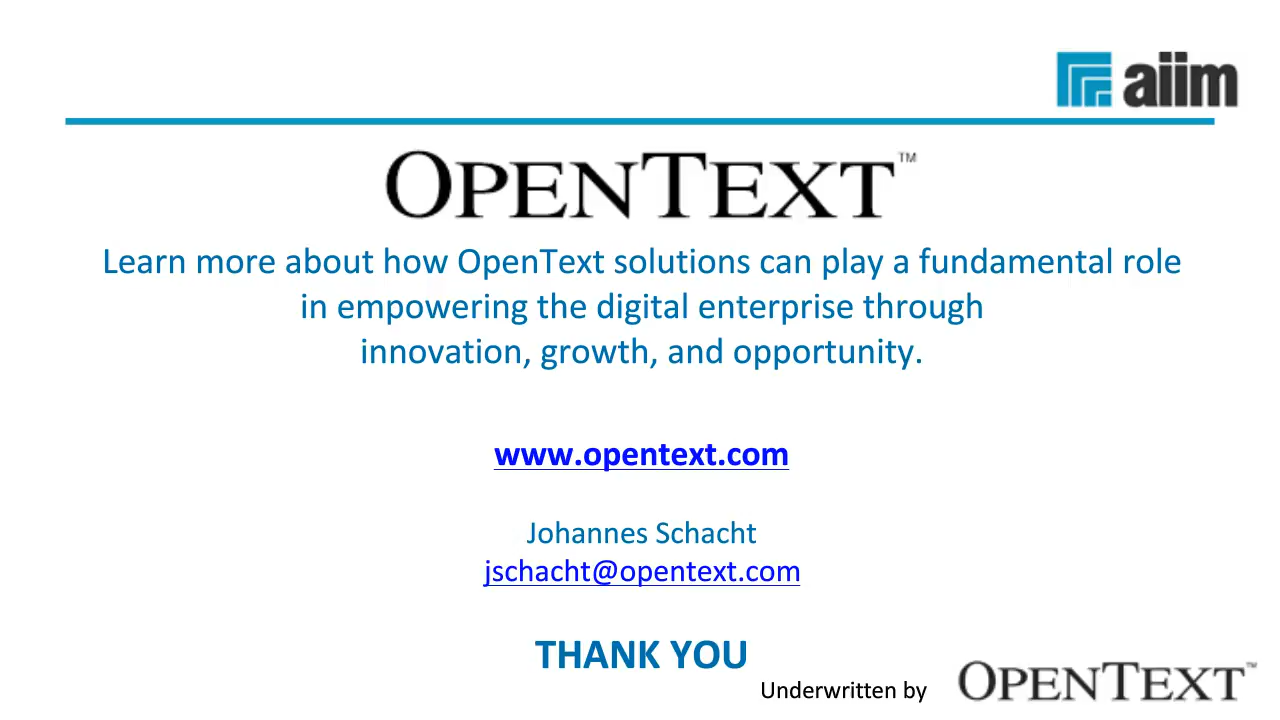 aiim
OPENTEXT™
Learn more about how OpenText solutions can play a fundamental role
in empowering the digital enterprise through
innovation, growth, and opportunity.
www.opentext.com
Johannes Schacht
jschacht@opentext.com
THANK YOU
Underwritten by OPENTEXT™